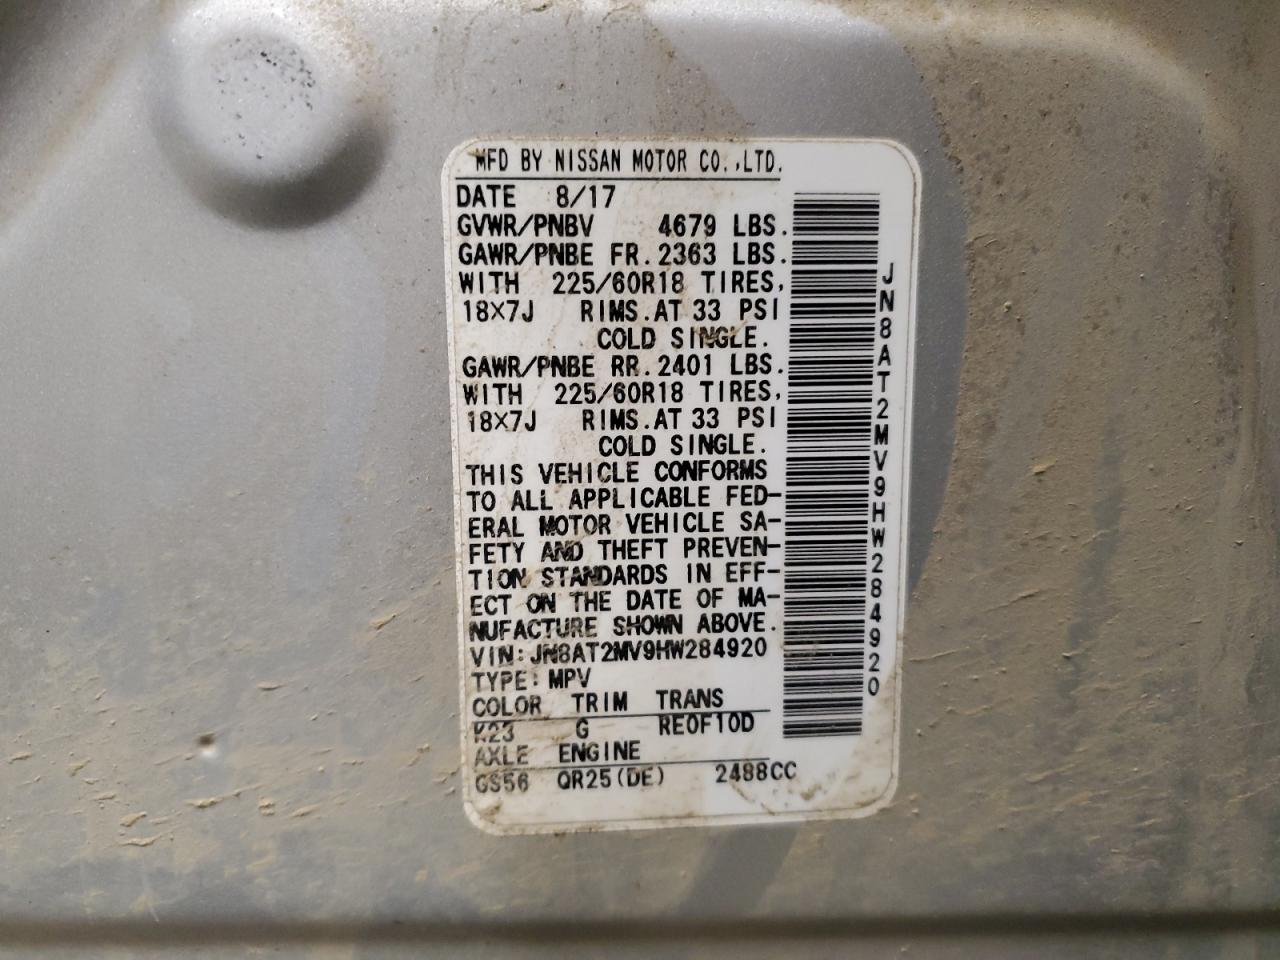 MFD BY NISSAN MOTOR CO.,LTD.
DATE 8/17
GVWR/PNBV 4679 LBS.
GAWR/PNBE FR. 2363 LBS.
WITH 225/60R18 TIRES,
18X7J RIMS. AT 33 PSI
COLD SINGLE.
GAWR/PNBE RR. 2401 LBS.
WITH 225/60R18 TIRES,
18X7J RIMS. AT 33 PSI
COLD SINGLE.
THIS VEHICLE CONFORMS
TO ALL APPLICABLE FED-
ERAL MOTOR VEHICLE SA-
FETY AND THEFT PREVEN-
TION STANDARDS IN EFF-
ECT ON THE DATE OF MA-
NUFACTURE SHOWN ABOVE.
VIN: JN8AT2MV9HW284920
TYPE: MPV
COLOR TRIM TRANS
K23 G RE0F10D
AXLE ENGINE
GS56 QR25(DE) 2488CC
JN8AT2MV9HW284920